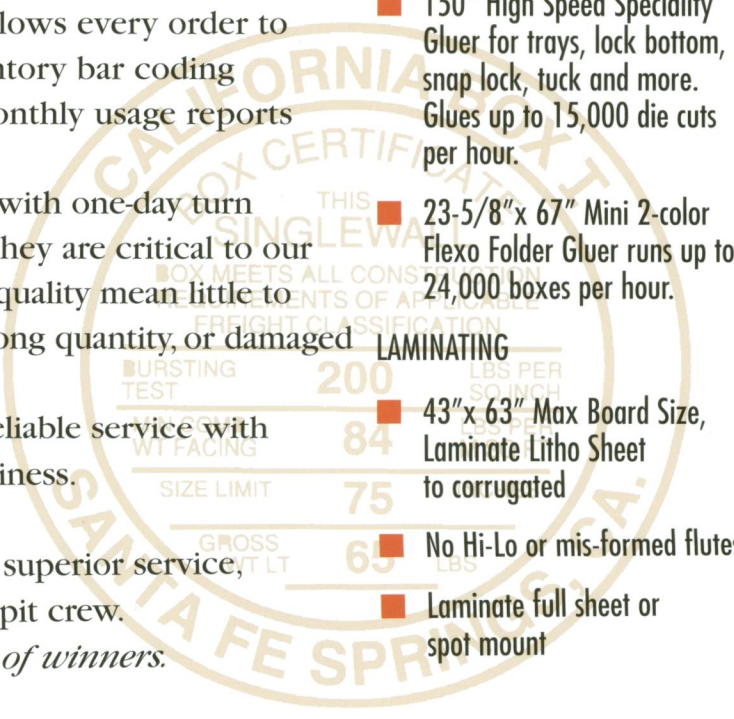 lows every order to
ntory bar coding
onthly usage reports
with one-day turn
hey are critical to our
quality mean little to
ong quantity, or damaged
eliable service with
iness.
superior service,
pit crew.
of winners.
150" High Speed Speciality
Gluer for trays, lock bottom,
snap lock, tuck and more.
Glues up to 15,000 die cuts
per hour.
23-5/8"x 67" Mini 2-color
Flexo Folder Gluer runs up to
24,000 boxes per hour.
LAMINATING
43"x 63" Max Board Size,
Laminate Litho Sheet
to corrugated
No Hi-Lo or mis-formed flutes
Laminate full sheet or
spot mount
CALIFORNIA BOX I.
BOX CERTIFICATE
THIS
SINGLEWALL
BOX MEETS ALL CONSTRUCTION
REQUIREMENTS OF APPLICABLE
FREIGHT CLASSIFICATION
BURSTING TEST 200 LBS PER SQ INCH
WT FACING 84 LBS PER
SIZE LIMIT 75
GROSS WT LT 65 LBS
SANTA FE SPRINGS, CA.